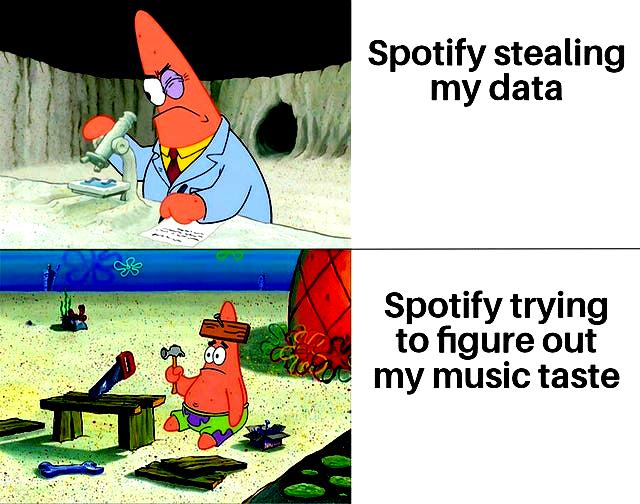 Spotify stealing
my data
Spotify trying
to figure out
my music taste